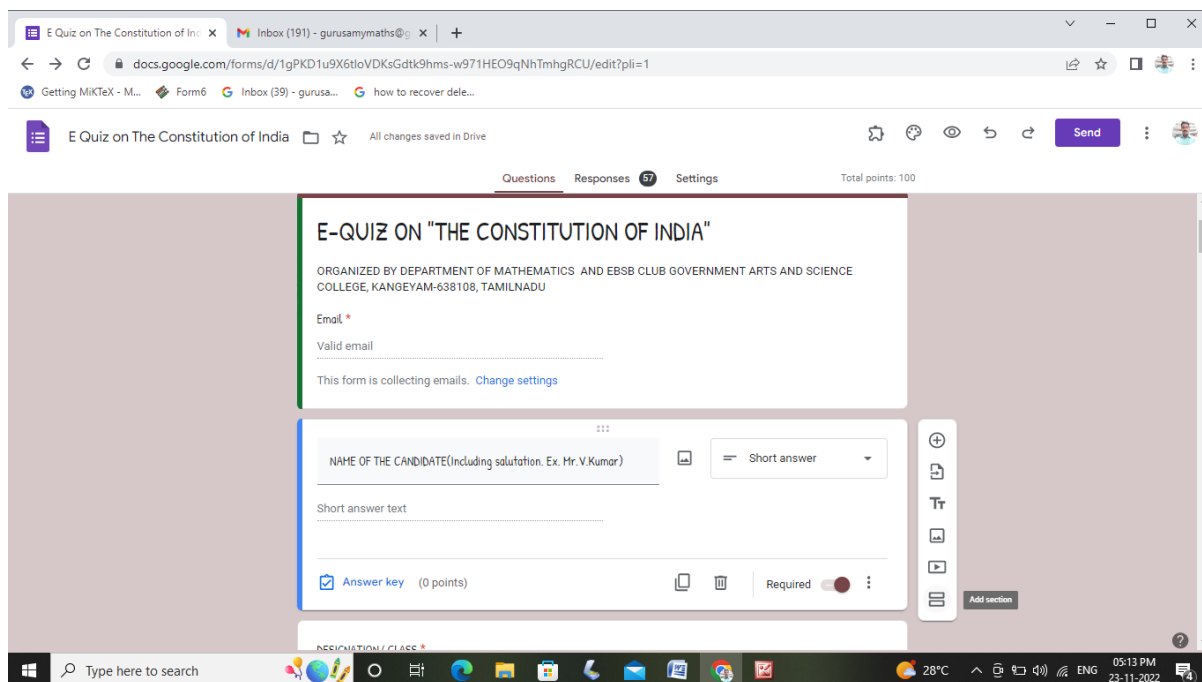 E Quiz on The Constitution of Ind
Inbox (191) - gurusamymaths@g
docs.google.com/forms/d/1gPKD1u9X6tloVDKsGdtk9hms-w971HEO9qNhTmhgRCU/edit?pli=1
Getting MiKTeX - M... Form6 Inbox (39) - gurusa... how to recover dele...
E Quiz on The Constitution of India All changes saved in Drive Send
Questions Responses 57 Settings Total points: 100
E-QUIZ ON "THE CONSTITUTION OF INDIA"
ORGANIZED BY DEPARTMENT OF MATHEMATICS AND EBSB CLUB GOVERNMENT ARTS AND SCIENCE
COLLEGE, KANGEYAM-638108, TAMILNADU
Email *
Valid email
This form is collecting emails. Change settings
NAME OF THE CANDIDATE(Including salutation. Ex. Mr.V.Kumar) Short answer
Short answer text
Answer key (0 points) Required
Add section
DESIGNATION/ CLASS *
Type here to search 28°C ENG 05:13 PM
23-11-2022